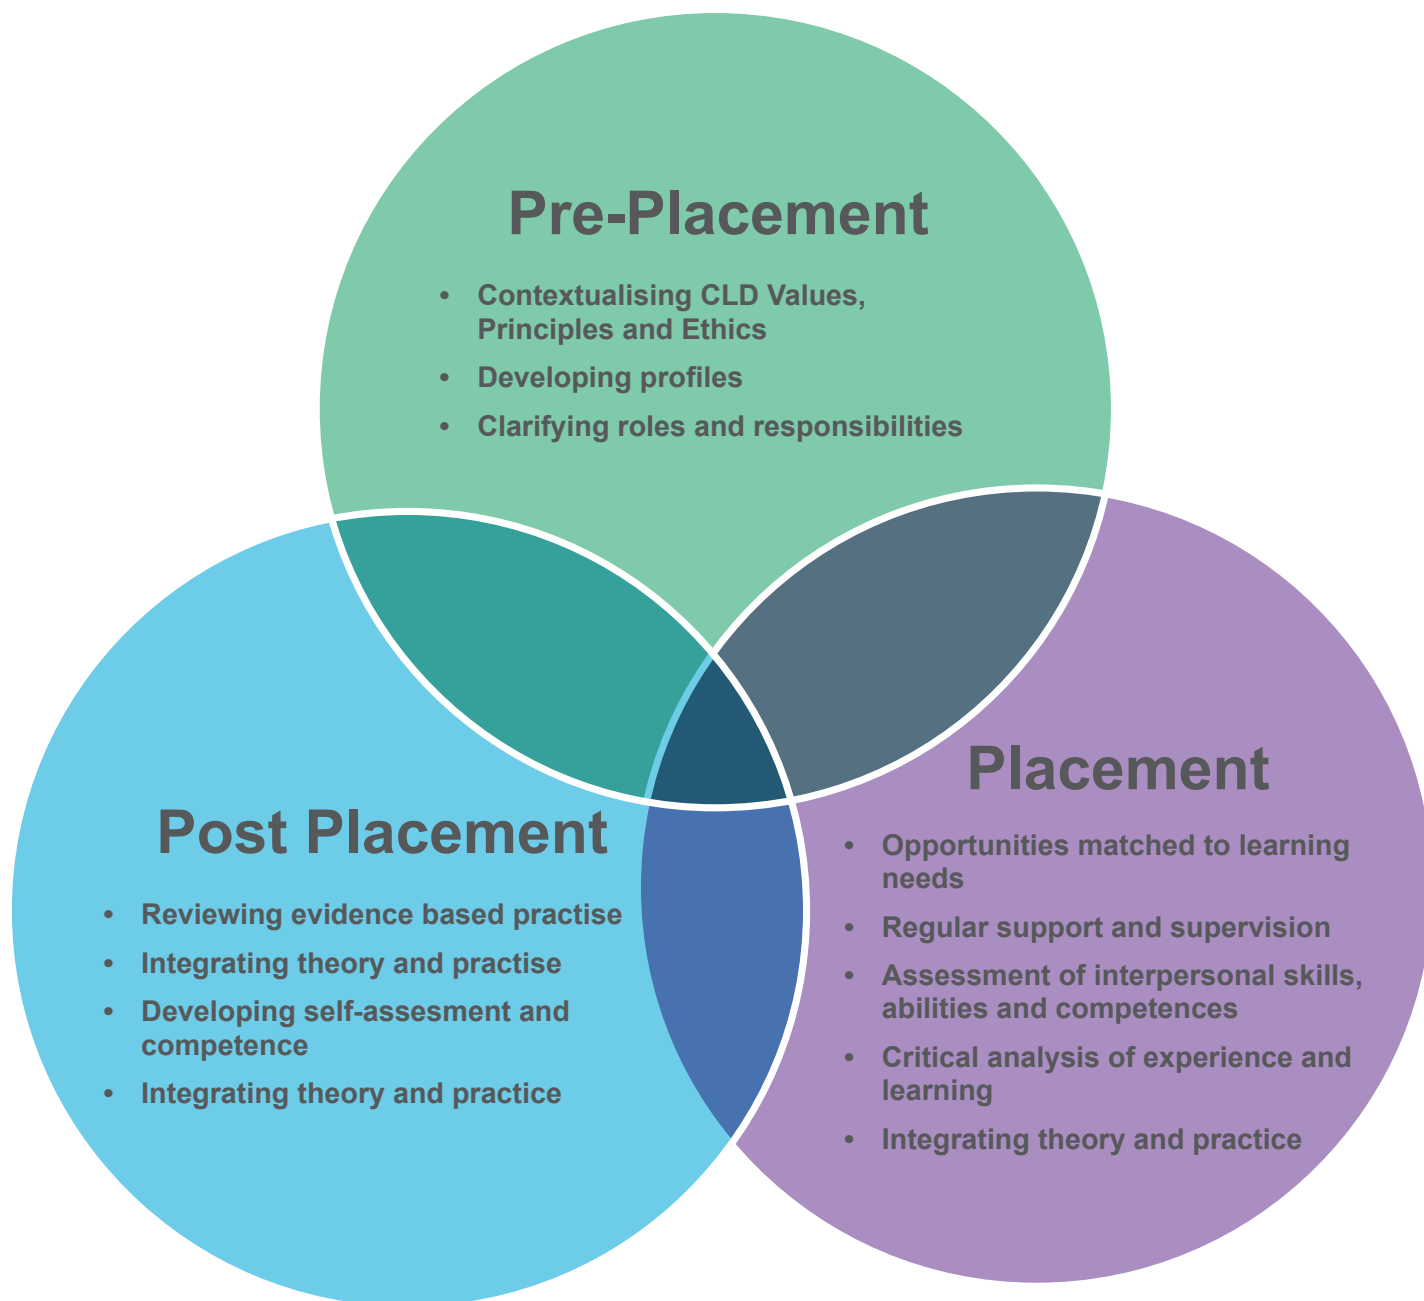 Pre-Placement
• Contextualising CLD Values,
Principles and Ethics
• Developing profiles
• Clarifying roles and responsibilities
Placement
• Opportunities matched to learning
needs
• Regular support and supervision
• Assessment of interpersonal skills,
abilities and competences
• Critical analysis of experience and
learning
• Integrating theory and practice
Post Placement
• Reviewing evidence based practise
• Integrating theory and practise
• Developing self-assesment and
competence
• Integrating theory and practice